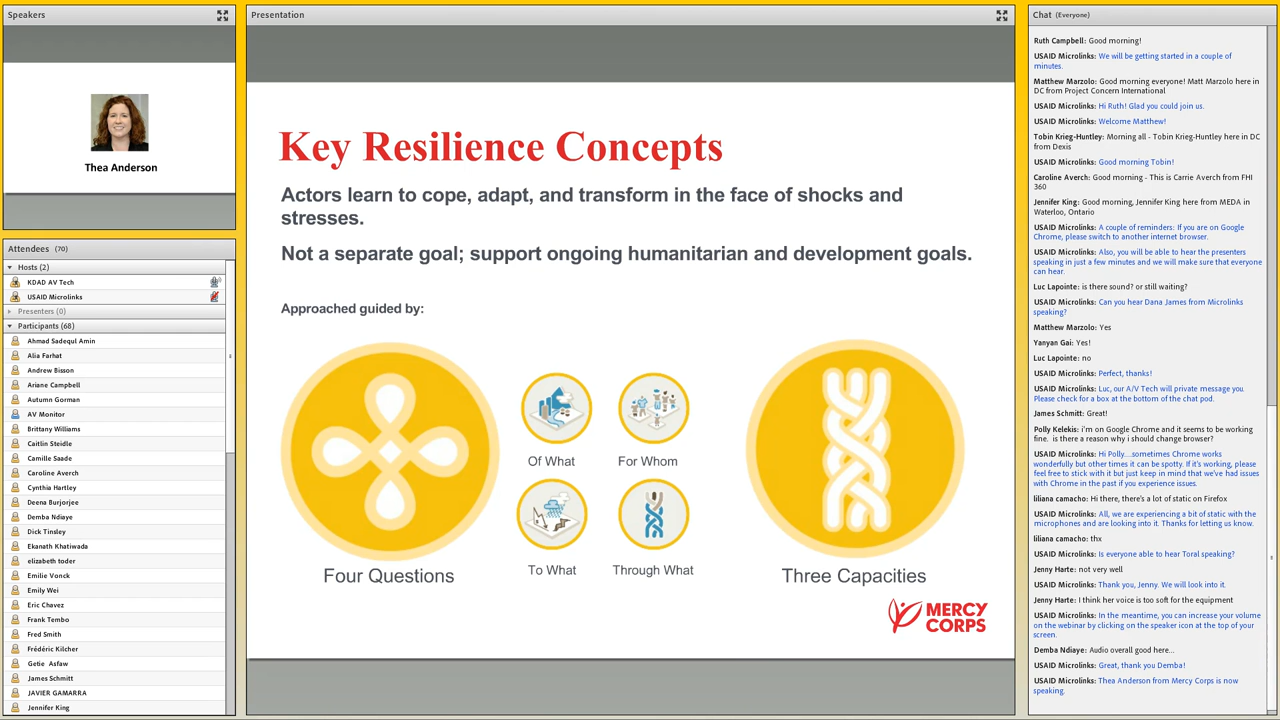 Speakers
Thea Anderson
Attendees (70)
Hosts (2)
KDAD AV Tech
USAID Microlinks
Presenters (0)
Participants (68)
Ahmad Sadequl Amin
Alia Farhat
Andrew Bisson
Ariane Campbell
Autumn Gorman
AV Monitor
Brittany Williams
Caitlin Steidle
Camille Saade
Caroline Averch
Cynthia Hartley
Deena Burjorjee
Demba Ndiaye
Dick Tinsley
Ekanath Khatiwada
elizabeth toder
Emilie Vonck
Emily Wei
Eric Chavez
Frank Tembo
Fred Smith
Frédéric Kilcher
Getie Asfaw
James Schmitt
JAVIER GAMARRA
Jennifer King
Presentation
Key Resilience Concepts
Actors learn to cope, adapt, and transform in the face of shocks and
stresses.
Not a separate goal; support ongoing humanitarian and development goals.
Approached guided by:
Of What
For Whom
To What
Through What
Four Questions
Three Capacities
MERCY
CORPS
Chat (Everyone)
Ruth Campbell: Good morning!
USAID Microlinks: We will be getting started in a couple of
minutes.
Matthew Marzolo: Good morning everyone! Matt Marzolo here in
DC from Project Concern International
USAID Microlinks: Hi Ruth! Glad you could join us.
USAID Microlinks: Welcome Matthew!
Tobin Krieg-Huntley: Morning all - Tobin Krieg-Huntley here in DC
from Dexis
USAID Microlinks: Good morning Tobin!
Caroline Averch: Good morning - This is Carrie Averch from FHI
360
Jennifer King: Good morning, Jennifer King here from MEDA in
Waterloo, Ontario
USAID Microlinks: A couple of reminders: If you are on Google
Chrome, please switch to another internet browser.
USAID Microlinks: Also, you will be able to hear the presenters
speaking in just a few minutes and we will make sure that everyone
can hear.
Luc Lapointe: is there sound? or still waiting?
USAID Microlinks: Can you hear Dana James from Microlinks
speaking?
Matthew Marzolo: Yes
Yanyan Gai: Yes!
Luc Lapointe: no
USAID Microlinks: Perfect, thanks!
USAID Microlinks: Luc, our A/V Tech will private message you.
Please check for a box at the bottom of the chat pod.
James Schmitt: Great!
Polly Kelekis: i'm on Google Chrome and it seems to be working
fine. is there a reason why i should change browser?
USAID Microlinks: Hi Polly....sometimes Chrome works
wonderfully but other times it can be spotty. If it's working, please
feel free to stick with it but just keep in mind that we've had issues
with Chrome in the past if you experience issues.
liliana camacho: Hi there, there's a lot of static on Firefox
USAID Microlinks: All, we are experiencing a bit of static with the
microphones and are looking into it. Thanks for letting us know.
liliana camacho: thx
USAID Microlinks: Is everyone able to hear Toral speaking?
Jenny Harte: not very well
USAID Microlinks: Thank you, Jenny. We will look into it.
Jenny Harte: I think her voice is too soft for the equipment
USAID Microlinks: In the meantime, you can increase your volume
on the webinar by clicking on the speaker icon at the top of your
screen.
Demba Ndiaye: Audio overall good here...
USAID Microlinks: Great, thank you Demba!
USAID Microlinks: Thea Anderson from Mercy Corps is now
speaking.